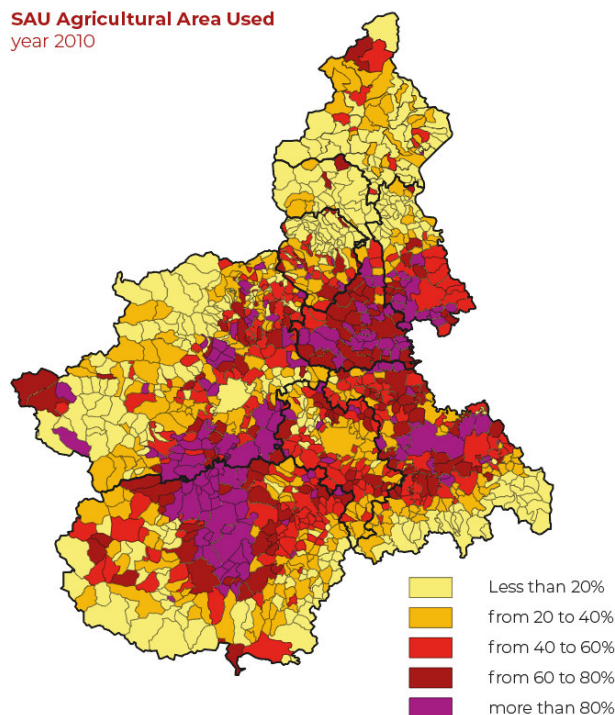 SAU Agricultural Area Used
year 2010
Less than 20%
from 20 to 40%
from 40 to 60%
from 60 to 80%
more than 80%